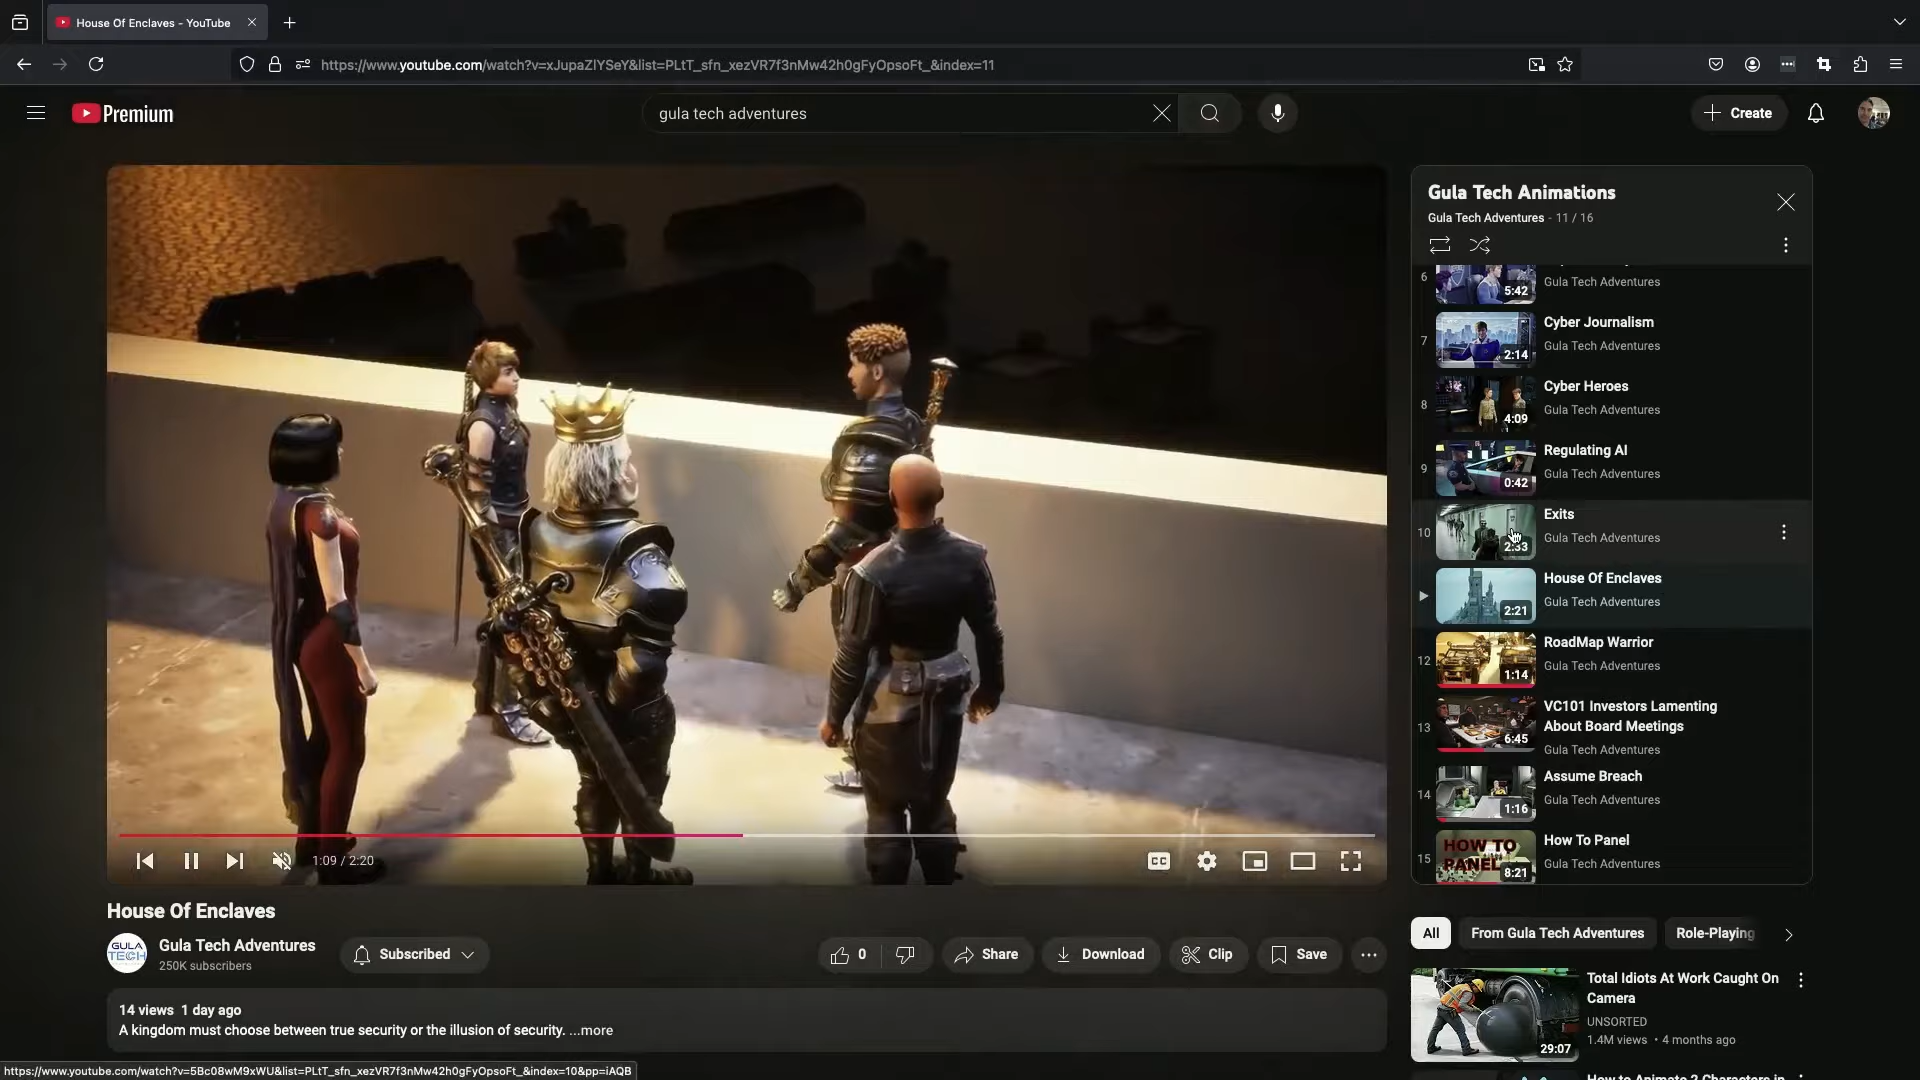 House Of Enclaves - YouTube
https://www.youtube.com/watch?v=xJupaZlYSeY&list=PLtT_sfn_xezVR7f3nMw42h0gFyOpsoFt_&index=11
Premium
gula tech adventures
Create
Gula Tech Animations
Gula Tech Adventures - 11 / 16
6
5:42
Gula Tech Adventures
7
2:14
Cyber Journalism
Gula Tech Adventures
8
4:09
Cyber Heroes
Gula Tech Adventures
9
0:42
Regulating AI
Gula Tech Adventures
10
2:33
Exits
Gula Tech Adventures
2:21
House Of Enclaves
Gula Tech Adventures
12
1:14
RoadMap Warrior
Gula Tech Adventures
13
6:45
VC101 Investors Lamenting
About Board Meetings
Gula Tech Adventures
14
1:16
Assume Breach
Gula Tech Adventures
15
HOW TO
PANEL
8:21
How To Panel
Gula Tech Adventures
1:09 / 2:20
CC
House Of Enclaves
GULA
TECH
Gula Tech Adventures
250K subscribers
Subscribed
0
Share
Download
Clip
Save
14 views 1 day ago
A kingdom must choose between true security or the illusion of security. ...more
All
From Gula Tech Adventures
Role-Playing
29:07
Total Idiots At Work Caught On
Camera
UNSORTED
1.4M views • 4 months ago
How to Animate 2 Characters in
https://www.youtube.com/watch?v=5Bc08wM9xWU&list=PLtT_sfn_xezVR7f3nMw42h0gFyOpsoFt_&index=10&pp=iAQB